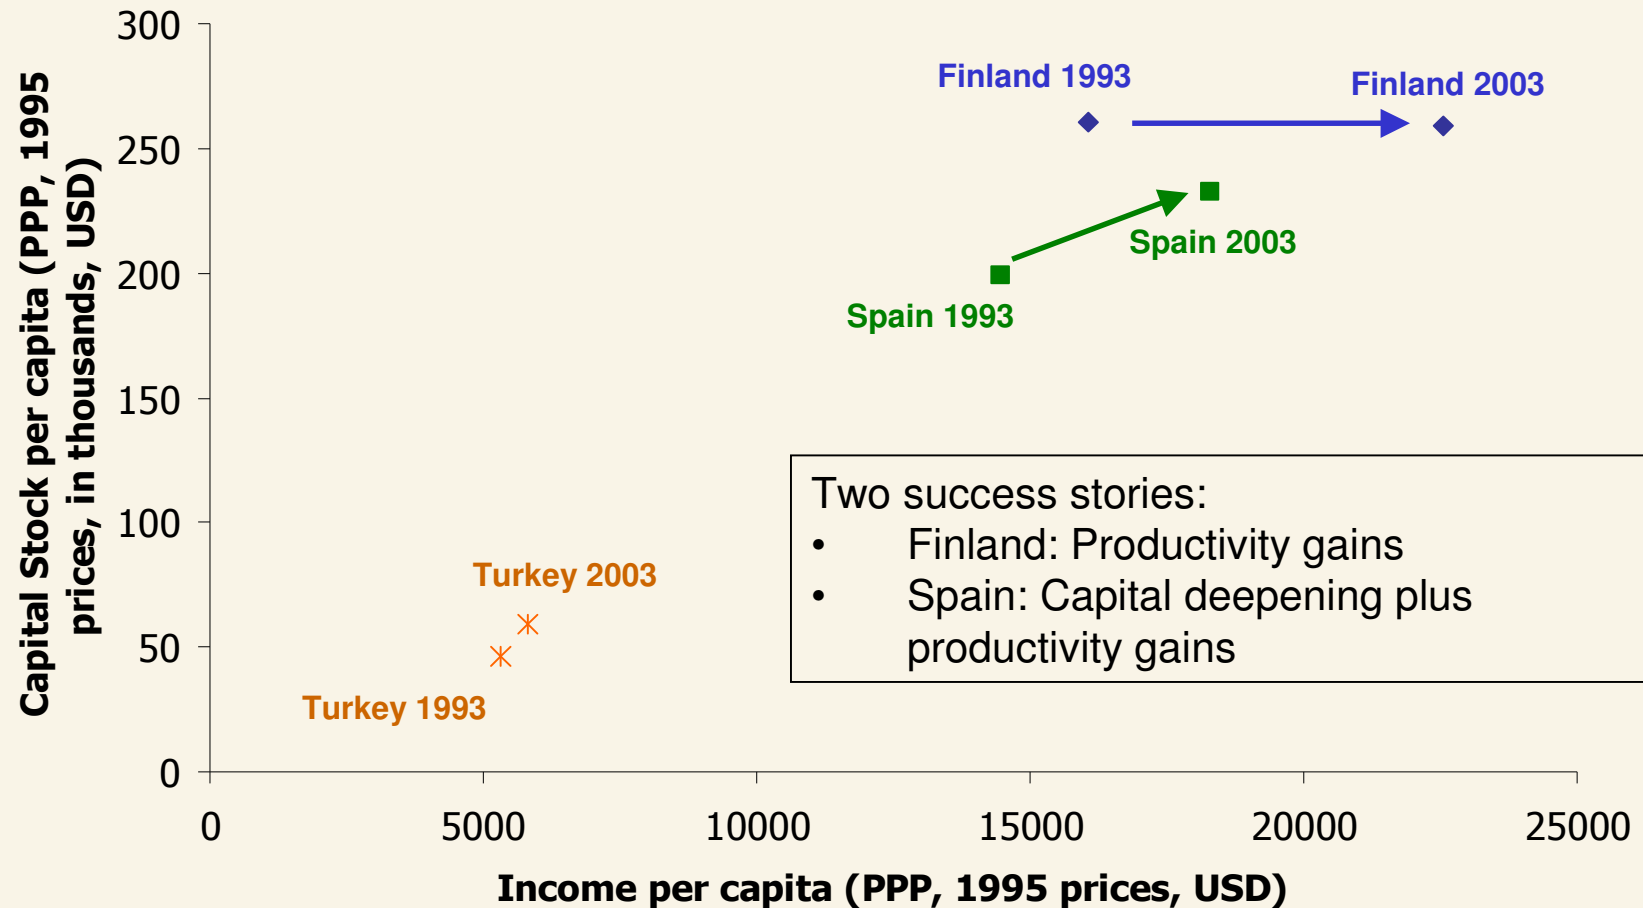 300
250
200
150
100
50
0
Capital Stock per capita (PPP, 1995
prices, in thousands, USD)
Finland 1993
Finland 2003
Spain 2003
Spain 1993
Turkey 2003
Turkey 1993
Two success stories:
• Finland: Productivity gains
• Spain: Capital deepening plus
productivity gains
0 5000 10000 15000 20000 25000
Income per capita (PPP, 1995 prices, USD)